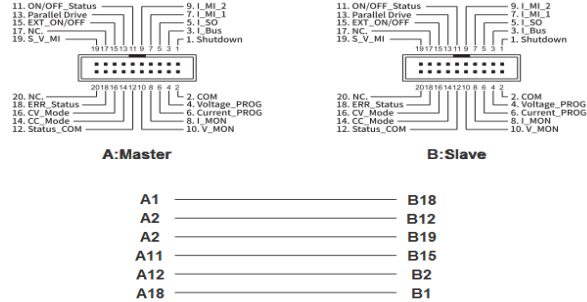 11. ON/OFF_Status
13. Parallel Drive
15. EXT_ON/OFF
17. NC.
19. S_V_MI
9. I_MI_2
7. I_MI_1
5. I_SO
3. I_Bus
1. Shutdown
19 17 15 13 11 9 7 5 3 1
20 18 16 14 12 10 8 6 4 2
20. NC.
18. ERR_Status
16. CV_Mode
14. CC_Mode
12. Status_COM
2. COM
4. Voltage_PROG
6. Current_PROG
8. I_MON
10. V_MON
A:Master
11. ON/OFF_Status
13. Parallel Drive
15. EXT_ON/OFF
17. NC.
19. S_V_MI
9. I_MI_2
7. I_MI_1
5. I_SO
3. I_Bus
1. Shutdown
19 17 15 13 11 9 7 5 3 1
20 18 16 14 12 10 8 6 4 2
20. NC.
18. ERR_Status
16. CV_Mode
14. CC_Mode
12. Status_COM
2. COM
4. Voltage_PROG
6. Current_PROG
8. I_MON
10. V_MON
B:Slave
A1 B18
A2 B12
A2 B19
A11 B15
A12 B2
A18 B1